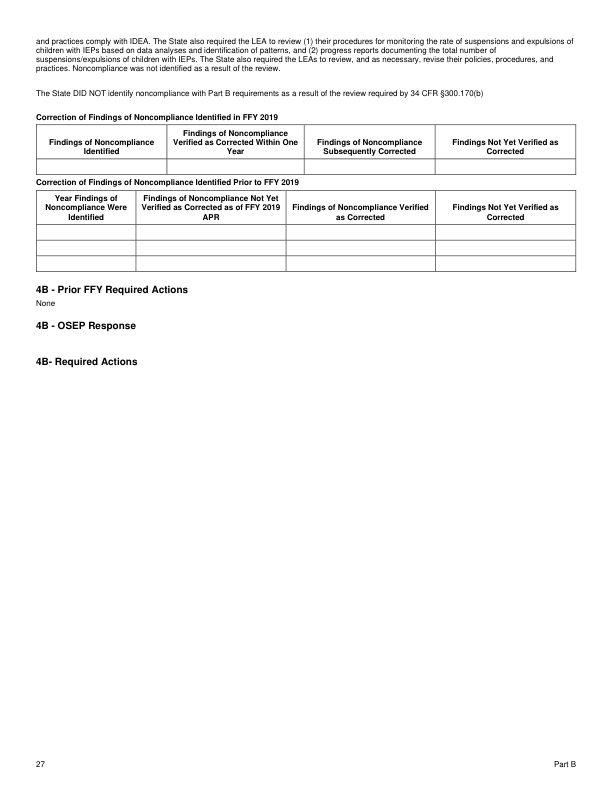 and practices comply with IDEA. The State also required the LEA to review (1) their procedures for monitoring the rate of suspensions and expulsions of
children with IEPs based on data analyses and identification of patterns, and (2) progress reports documenting the total number of
suspensions/expulsions of children with IEPs. The State also required the LEAs to review, and as necessary, revise their policies, procedures, and
practices. Noncompliance was not identified as a result of the review.
The State DID NOT identify noncompliance with Part B requirements as a result of the review required by 34 CFR §300.170(b)
Correction of Findings of Noncompliance Identified in FFY 2019
Findings of Noncompliance
Identified
Findings of Noncompliance
Verified as Corrected Within One
Year
Findings of Noncompliance
Subsequently Corrected
Findings Not Yet Verified as
Corrected
Correction of Findings of Noncompliance Identified Prior to FFY 2019
Year Findings of
Noncompliance Were
Identified
Findings of Noncompliance Not Yet
Verified as Corrected as of FFY 2019
APR
Findings of Noncompliance Verified
as Corrected
Findings Not Yet Verified as
Corrected
4B - Prior FFY Required Actions
None
4B - OSEP Response
4B- Required Actions
27
Part B